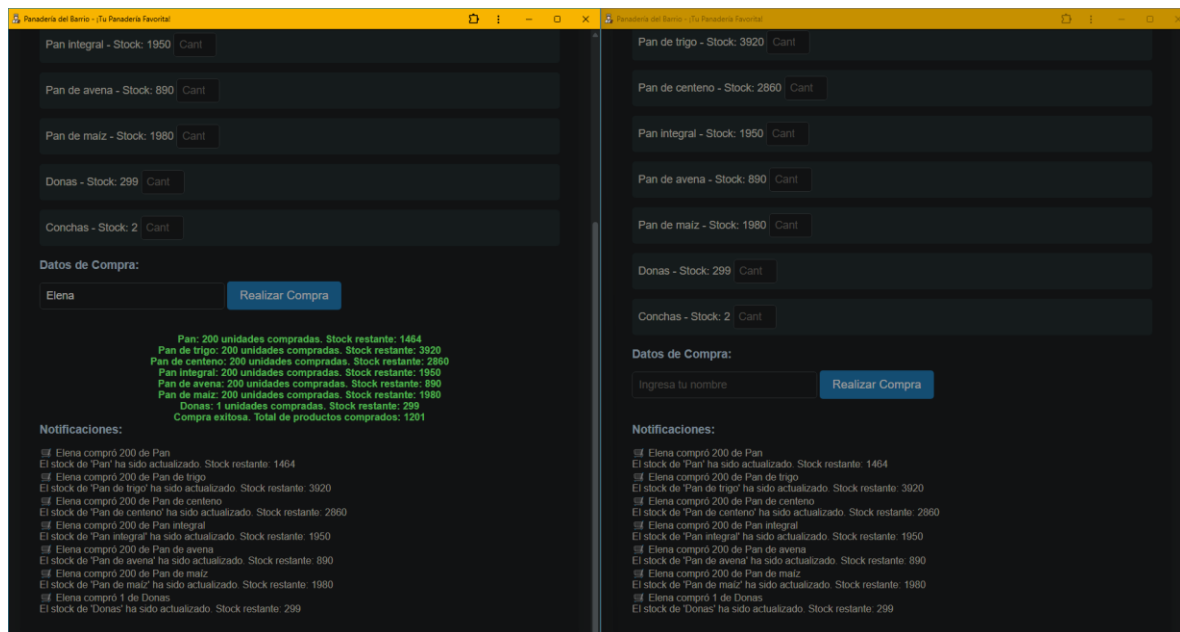 Panadería del Barrio - ¡Tu Panadería Favorita!
Pan integral - Stock: 1950 Cant
Pan de avena - Stock: 890 Cant
Pan de maíz - Stock: 1980 Cant
Donas - Stock: 299 Cant
Conchas - Stock: 2 Cant
Datos de Compra:
Elena Realizar Compra
Pan: 200 unidades compradas. Stock restante: 1464
Pan de trigo: 200 unidades compradas. Stock restante: 3920
Pan de centeno: 200 unidades compradas. Stock restante: 2860
Pan integral: 200 unidades compradas. Stock restante: 1950
Pan de avena: 200 unidades compradas. Stock restante: 890
Pan de maíz: 200 unidades compradas. Stock restante: 1980
Donas: 1 unidades compradas. Stock restante: 299
Compra exitosa. Total de productos comprados: 1201
Notificaciones:
Elena compró 200 de Pan
El stock de 'Pan' ha sido actualizado. Stock restante: 1464
Elena compró 200 de Pan de trigo
El stock de 'Pan de trigo' ha sido actualizado. Stock restante: 3920
Elena compró 200 de Pan de centeno
El stock de 'Pan de centeno' ha sido actualizado. Stock restante: 2860
Elena compró 200 de Pan integral
El stock de 'Pan integral' ha sido actualizado. Stock restante: 1950
Elena compró 200 de Pan de avena
El stock de 'Pan de avena' ha sido actualizado. Stock restante: 890
Elena compró 200 de Pan de maíz
El stock de 'Pan de maíz' ha sido actualizado. Stock restante: 1980
Elena compró 1 de Donas
El stock de 'Donas' ha sido actualizado. Stock restante: 299
Panadería del Barrio - ¡Tu Panadería Favorita!
Pan de trigo - Stock: 3920 Cant
Pan de centeno - Stock: 2860 Cant
Pan integral - Stock: 1950 Cant
Pan de avena - Stock: 890 Cant
Pan de maíz - Stock: 1980 Cant
Donas - Stock: 299 Cant
Conchas - Stock: 2 Cant
Datos de Compra:
Ingresa tu nombre Realizar Compra
Notificaciones:
Elena compró 200 de Pan
El stock de 'Pan' ha sido actualizado. Stock restante: 1464
Elena compró 200 de Pan de trigo
El stock de 'Pan de trigo' ha sido actualizado. Stock restante: 3920
Elena compró 200 de Pan de centeno
El stock de 'Pan de centeno' ha sido actualizado. Stock restante: 2860
Elena compró 200 de Pan integral
El stock de 'Pan integral' ha sido actualizado. Stock restante: 1950
Elena compró 200 de Pan de avena
El stock de 'Pan de avena' ha sido actualizado. Stock restante: 890
Elena compró 200 de Pan de maíz
El stock de 'Pan de maíz' ha sido actualizado. Stock restante: 1980
Elena compró 1 de Donas
El stock de 'Donas' ha sido actualizado. Stock restante: 299